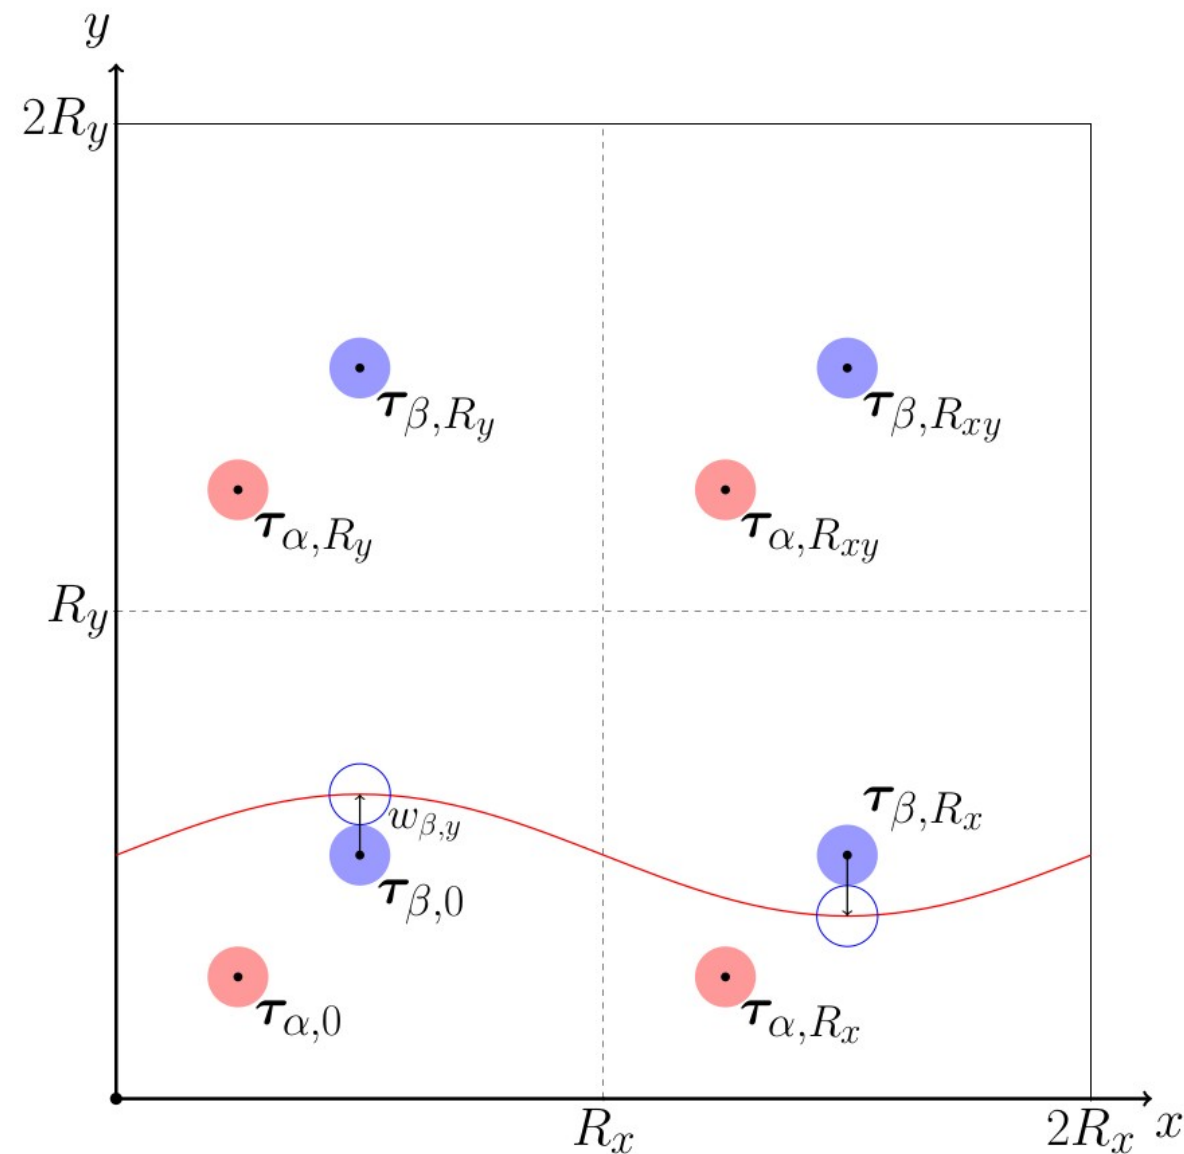 y
2R_y
τ_{β,R_y}
τ_{β,R_{xy}}
τ_{α,R_y}
τ_{α,R_{xy}}
R_y
w_{β,y}
τ_{β,R_x}
τ_{β,0}
τ_{α,0}
τ_{α,R_x}
R_x
2R_x
x